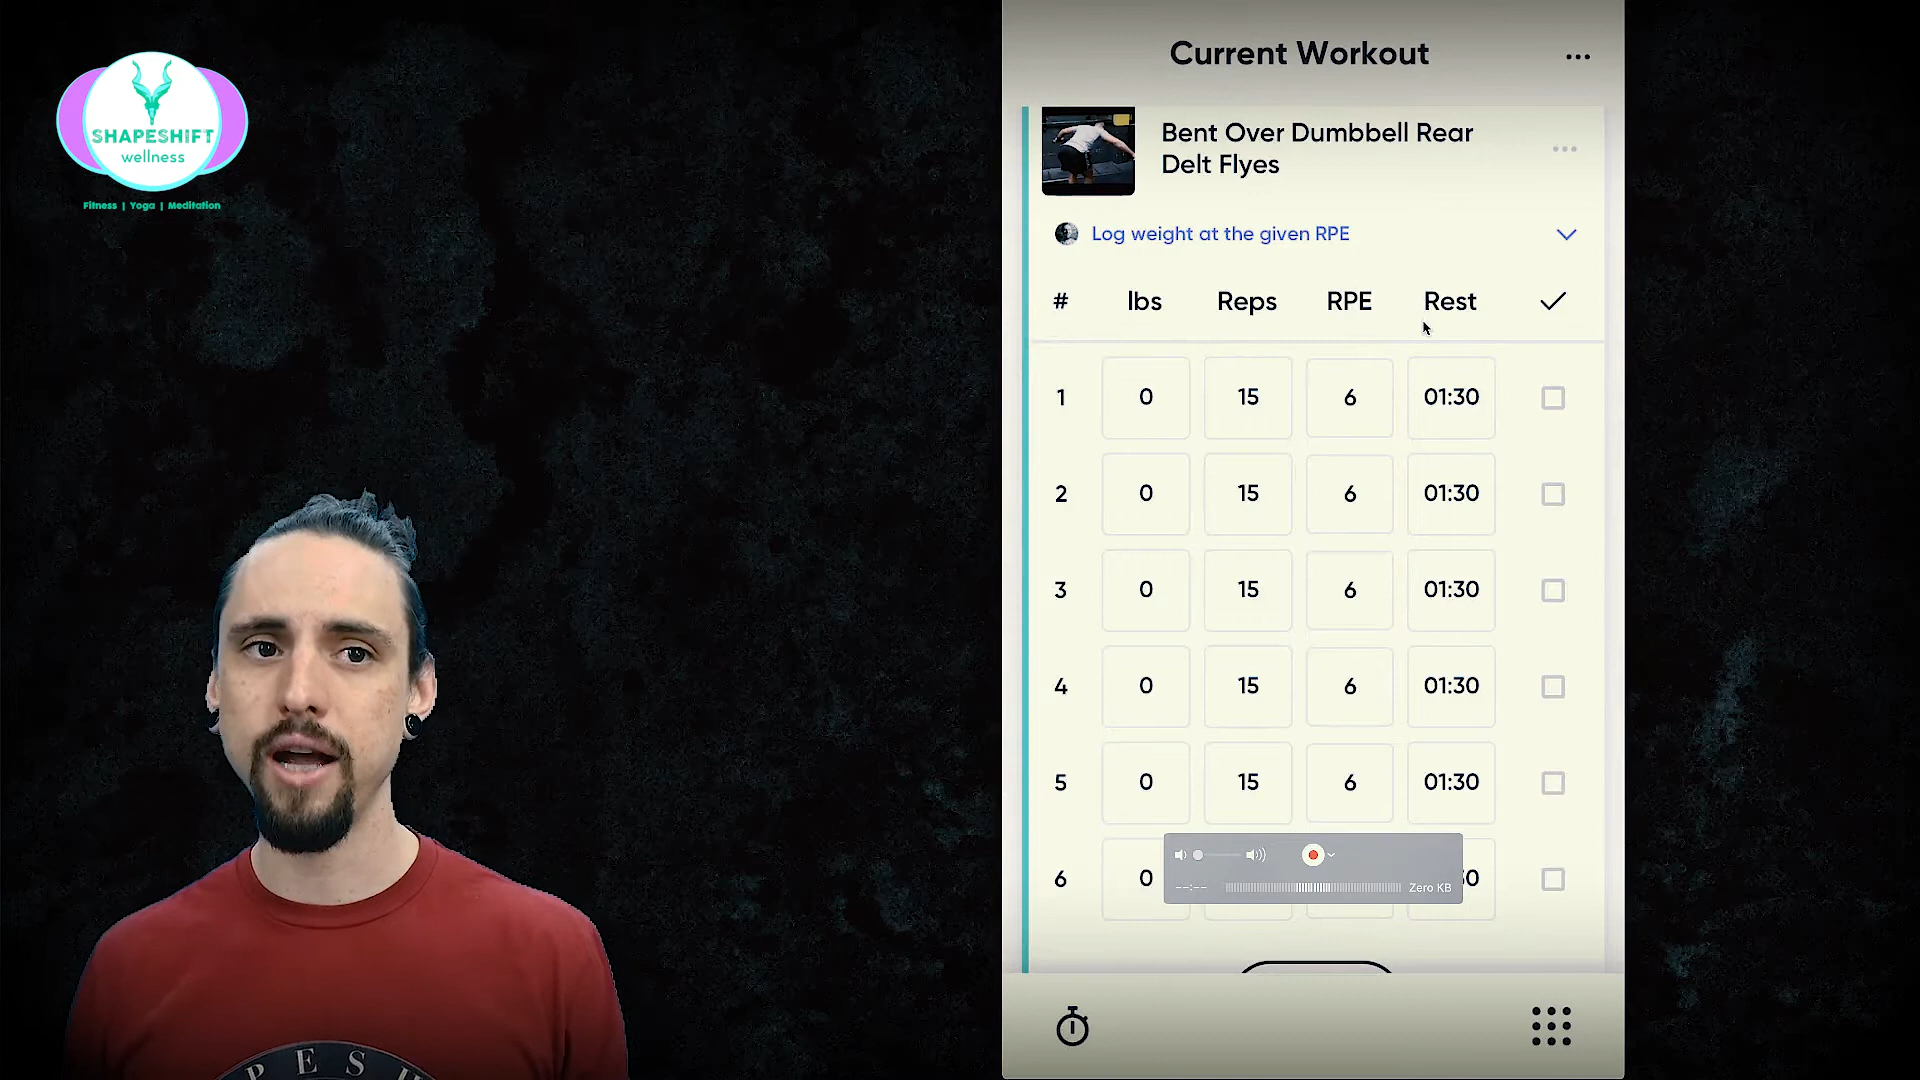 SHAPESHIFT
wellness
Fitness | Yoga | Meditation
Current Workout
Bent Over Dumbbell Rear
Delt Flyes
Log weight at the given RPE
# lbs Reps RPE Rest
1 0 15 6 01:30
2 0 15 6 01:30
3 0 15 6 01:30
4 0 15 6 01:30
5 0 15 6 01:30
6 0
--:-- Zero KB
P E S